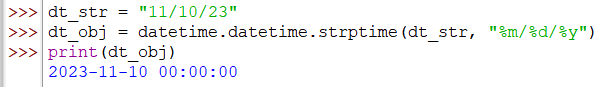 >>> dt_str = "11/10/23"
>>> dt_obj = datetime.datetime.strptime(dt_str, "%m/%d/%y")
>>> print(dt_obj)
2023-11-10 00:00:00